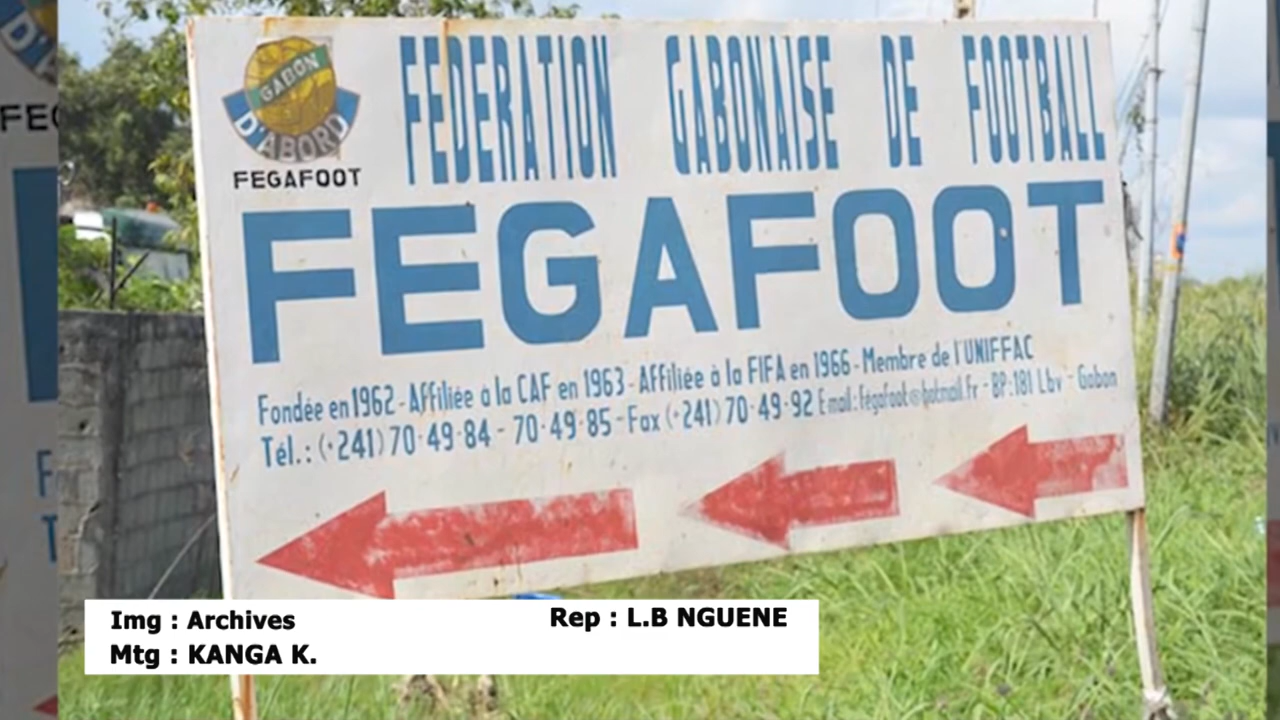 GABON
D'ABORD
FEGAFOOT
FEDERATION GABONAISE DE FOOTBALL
FEGAFOOT
Fondée en 1962 - Affiliée à la CAF en 1963 - Affiliée à la FIFA en 1966 - Membre de l'UNIFFAC
Tél. : (+241) 70·49·84 - 70·49·85 - Fax (+241) 70·49·92 Email : fégafoot@hotmail.fr - BP:181 Lbv - Gabon
Img : Archives
Rep : L.B NGUENE
Mtg : KANGA K.